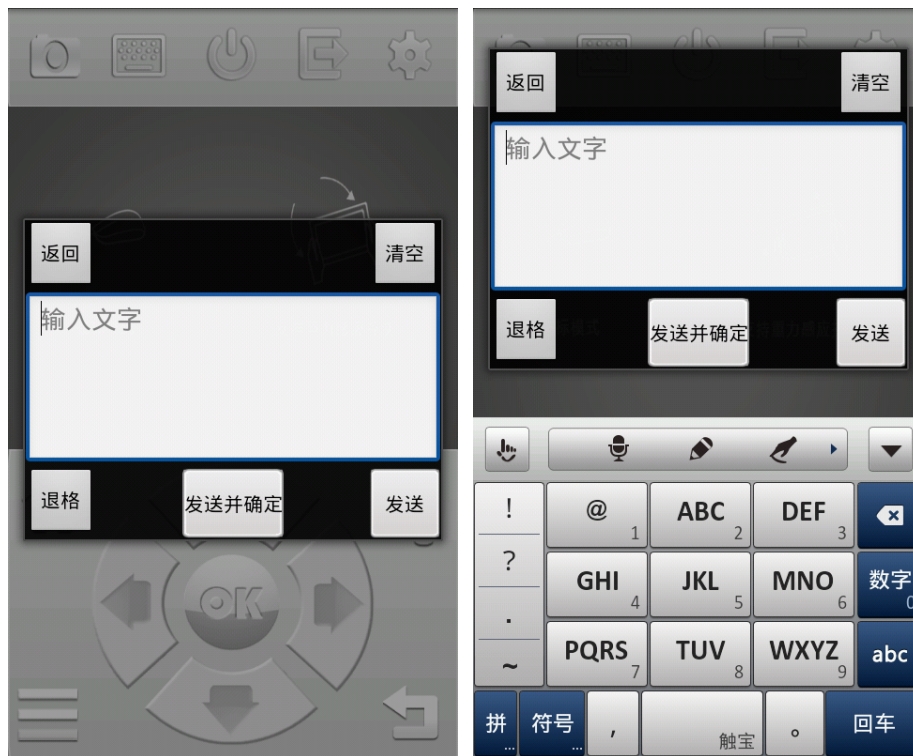 返回
清空
输入文字
退格
发送并确定
发送
OK
返回
清空
输入文字
退格
发送并确定
发送
!
@
1
ABC
2
DEF
3
?
GHI
4
JKL
5
MNO
6
数字
0
.
~
PQRS
7
TUV
8
WXYZ
9
abc
拼
...
符号
...
,
触宝
。
回车